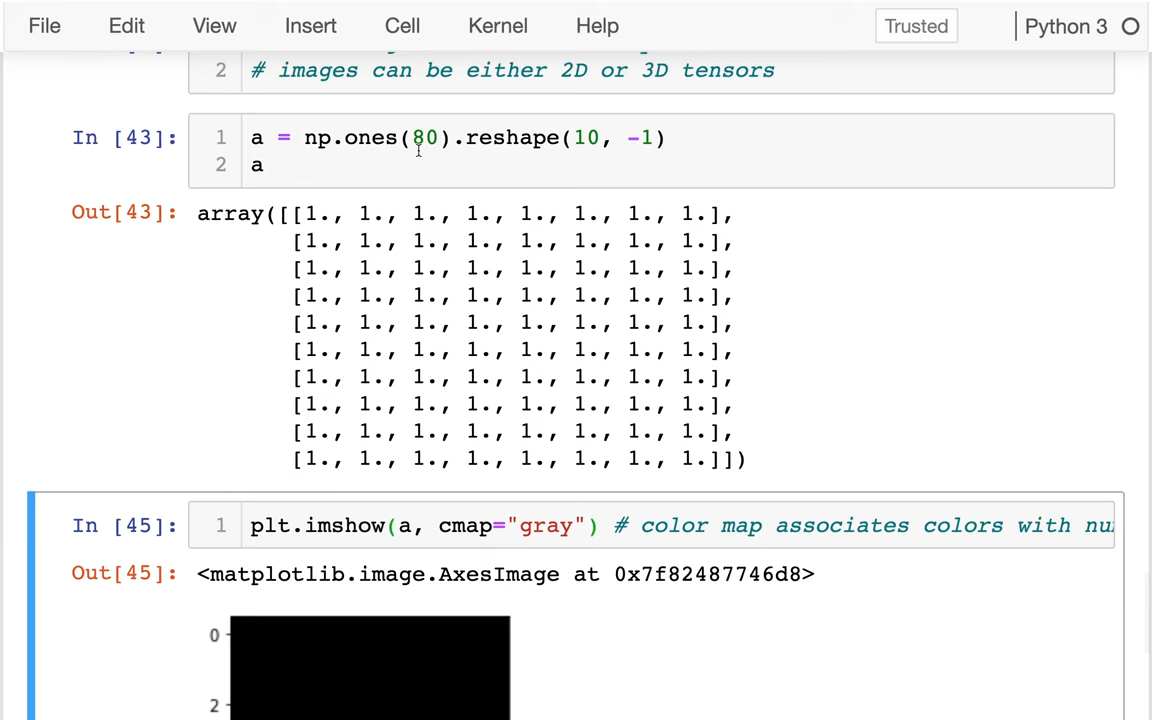 File Edit View Insert Cell Kernel Help Trusted Python 3
2 # images can be either 2D or 3D tensors
In [43]: 1 a = np.ones(80).reshape(10, -1)
2 a
Out[43]: array([[1., 1., 1., 1., 1., 1., 1., 1.],
[1., 1., 1., 1., 1., 1., 1., 1.],
[1., 1., 1., 1., 1., 1., 1., 1.],
[1., 1., 1., 1., 1., 1., 1., 1.],
[1., 1., 1., 1., 1., 1., 1., 1.],
[1., 1., 1., 1., 1., 1., 1., 1.],
[1., 1., 1., 1., 1., 1., 1., 1.],
[1., 1., 1., 1., 1., 1., 1., 1.],
[1., 1., 1., 1., 1., 1., 1., 1.],
[1., 1., 1., 1., 1., 1., 1., 1.]])
In [45]: 1 plt.imshow(a, cmap="gray") # color map associates colors with
Out[45]: <matplotlib.image.AxesImage at 0x7f82487746d8>
0
2